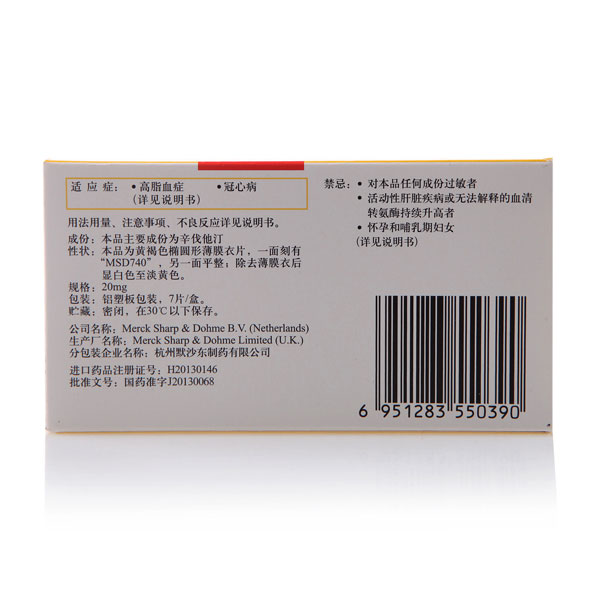 适 应 症: • 高脂血症 • 冠心病
(详见说明书)
用法用量、注意事项、不良反应详见说明书。
成份: 本品主要成份为辛伐他汀
性状: 本品为黄褐色椭圆形薄膜衣片,一面刻有
“MSD740”,另一面平整; 除去薄膜衣后
显白色至淡黄色。
规格: 20mg
包装: 铝塑板包装, 7片/盒。
贮藏: 密闭, 在30℃以下保存。
公司名称: Merck Sharp & Dohme B.V. (Netherlands)
生产厂名称: Merck Sharp & Dohme Limited (U.K.)
分包装企业名称: 杭州默沙东制药有限公司
进口药品注册证号: H20130146
批准文号: 国药准字J20130068
禁忌: • 对本品任何成份过敏者
• 活动性肝脏疾病或无法解释的血清
转氨酶持续升高者
• 怀孕和哺乳期妇女
(详见说明书)
6 951283 550390